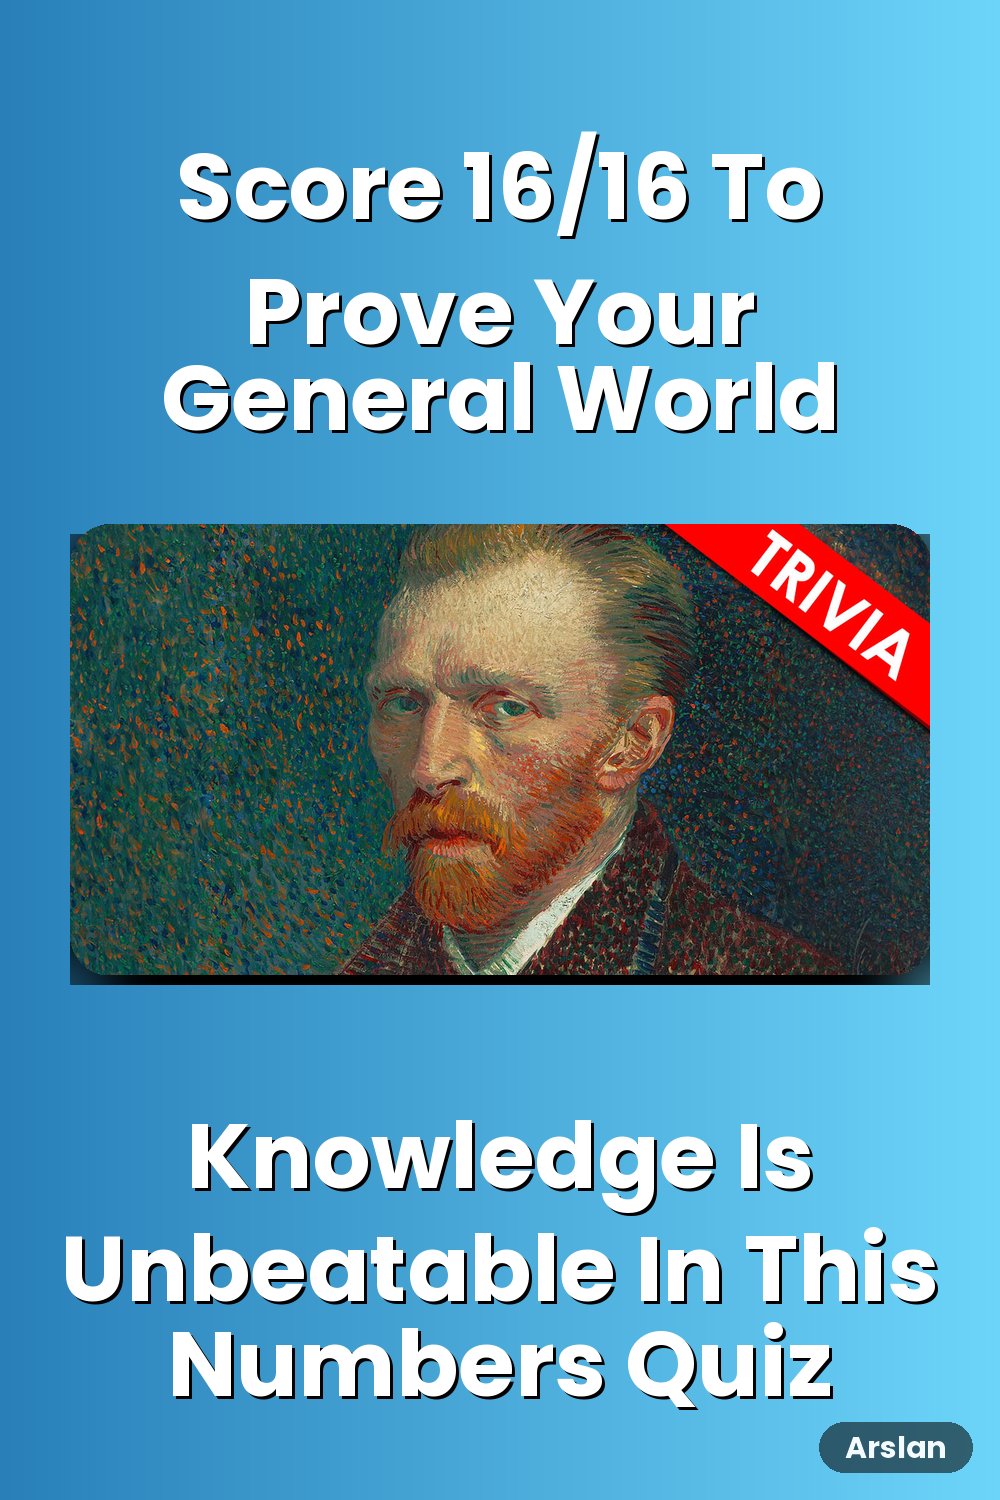 Score 16/16 To
Prove Your
General World
TRIVIA
Knowledge Is
Unbeatable In This
Numbers Quiz
Arslan